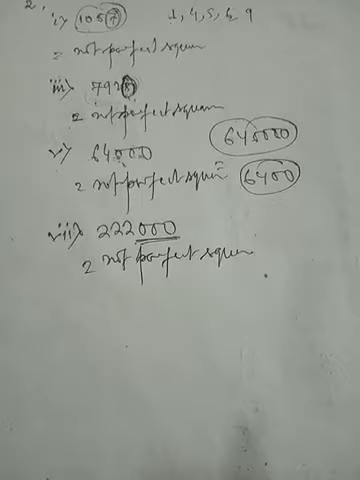 2.
i) 1057 1, 4, 5, 6, 9
= not perfect square
iii) 7928
= not perfect square
640000
v) 64000
= not perfect square = 6400
vii) 222000
= not perfect square